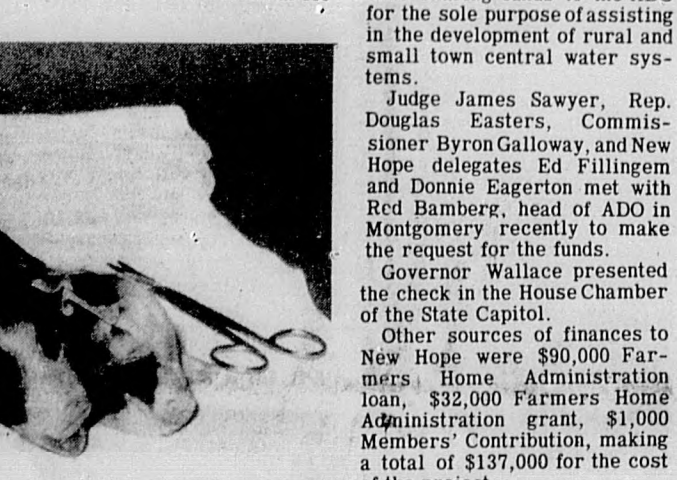 for the sole purpose of assisting
in the development of rural and
small town central water sys-
tems.
Judge James Sawyer, Rep.
Douglas Easters, Commis-
sioner Byron Galloway, and New
Hope delegates Ed Fillingem
and Donnie Eagerton met with
Red Bamberg, head of ADO in
Montgomery recently to make
the request for the funds.
Governor Wallace presented
the check in the House Chamber
of the State Capitol.
Other sources of finances to
New Hope were $90,000 Far-
mers Home Administration
loan, $32,000 Farmers Home
Administration grant, $1,000
Members' Contribution, making
a total of $137,000 for the cost
of the project